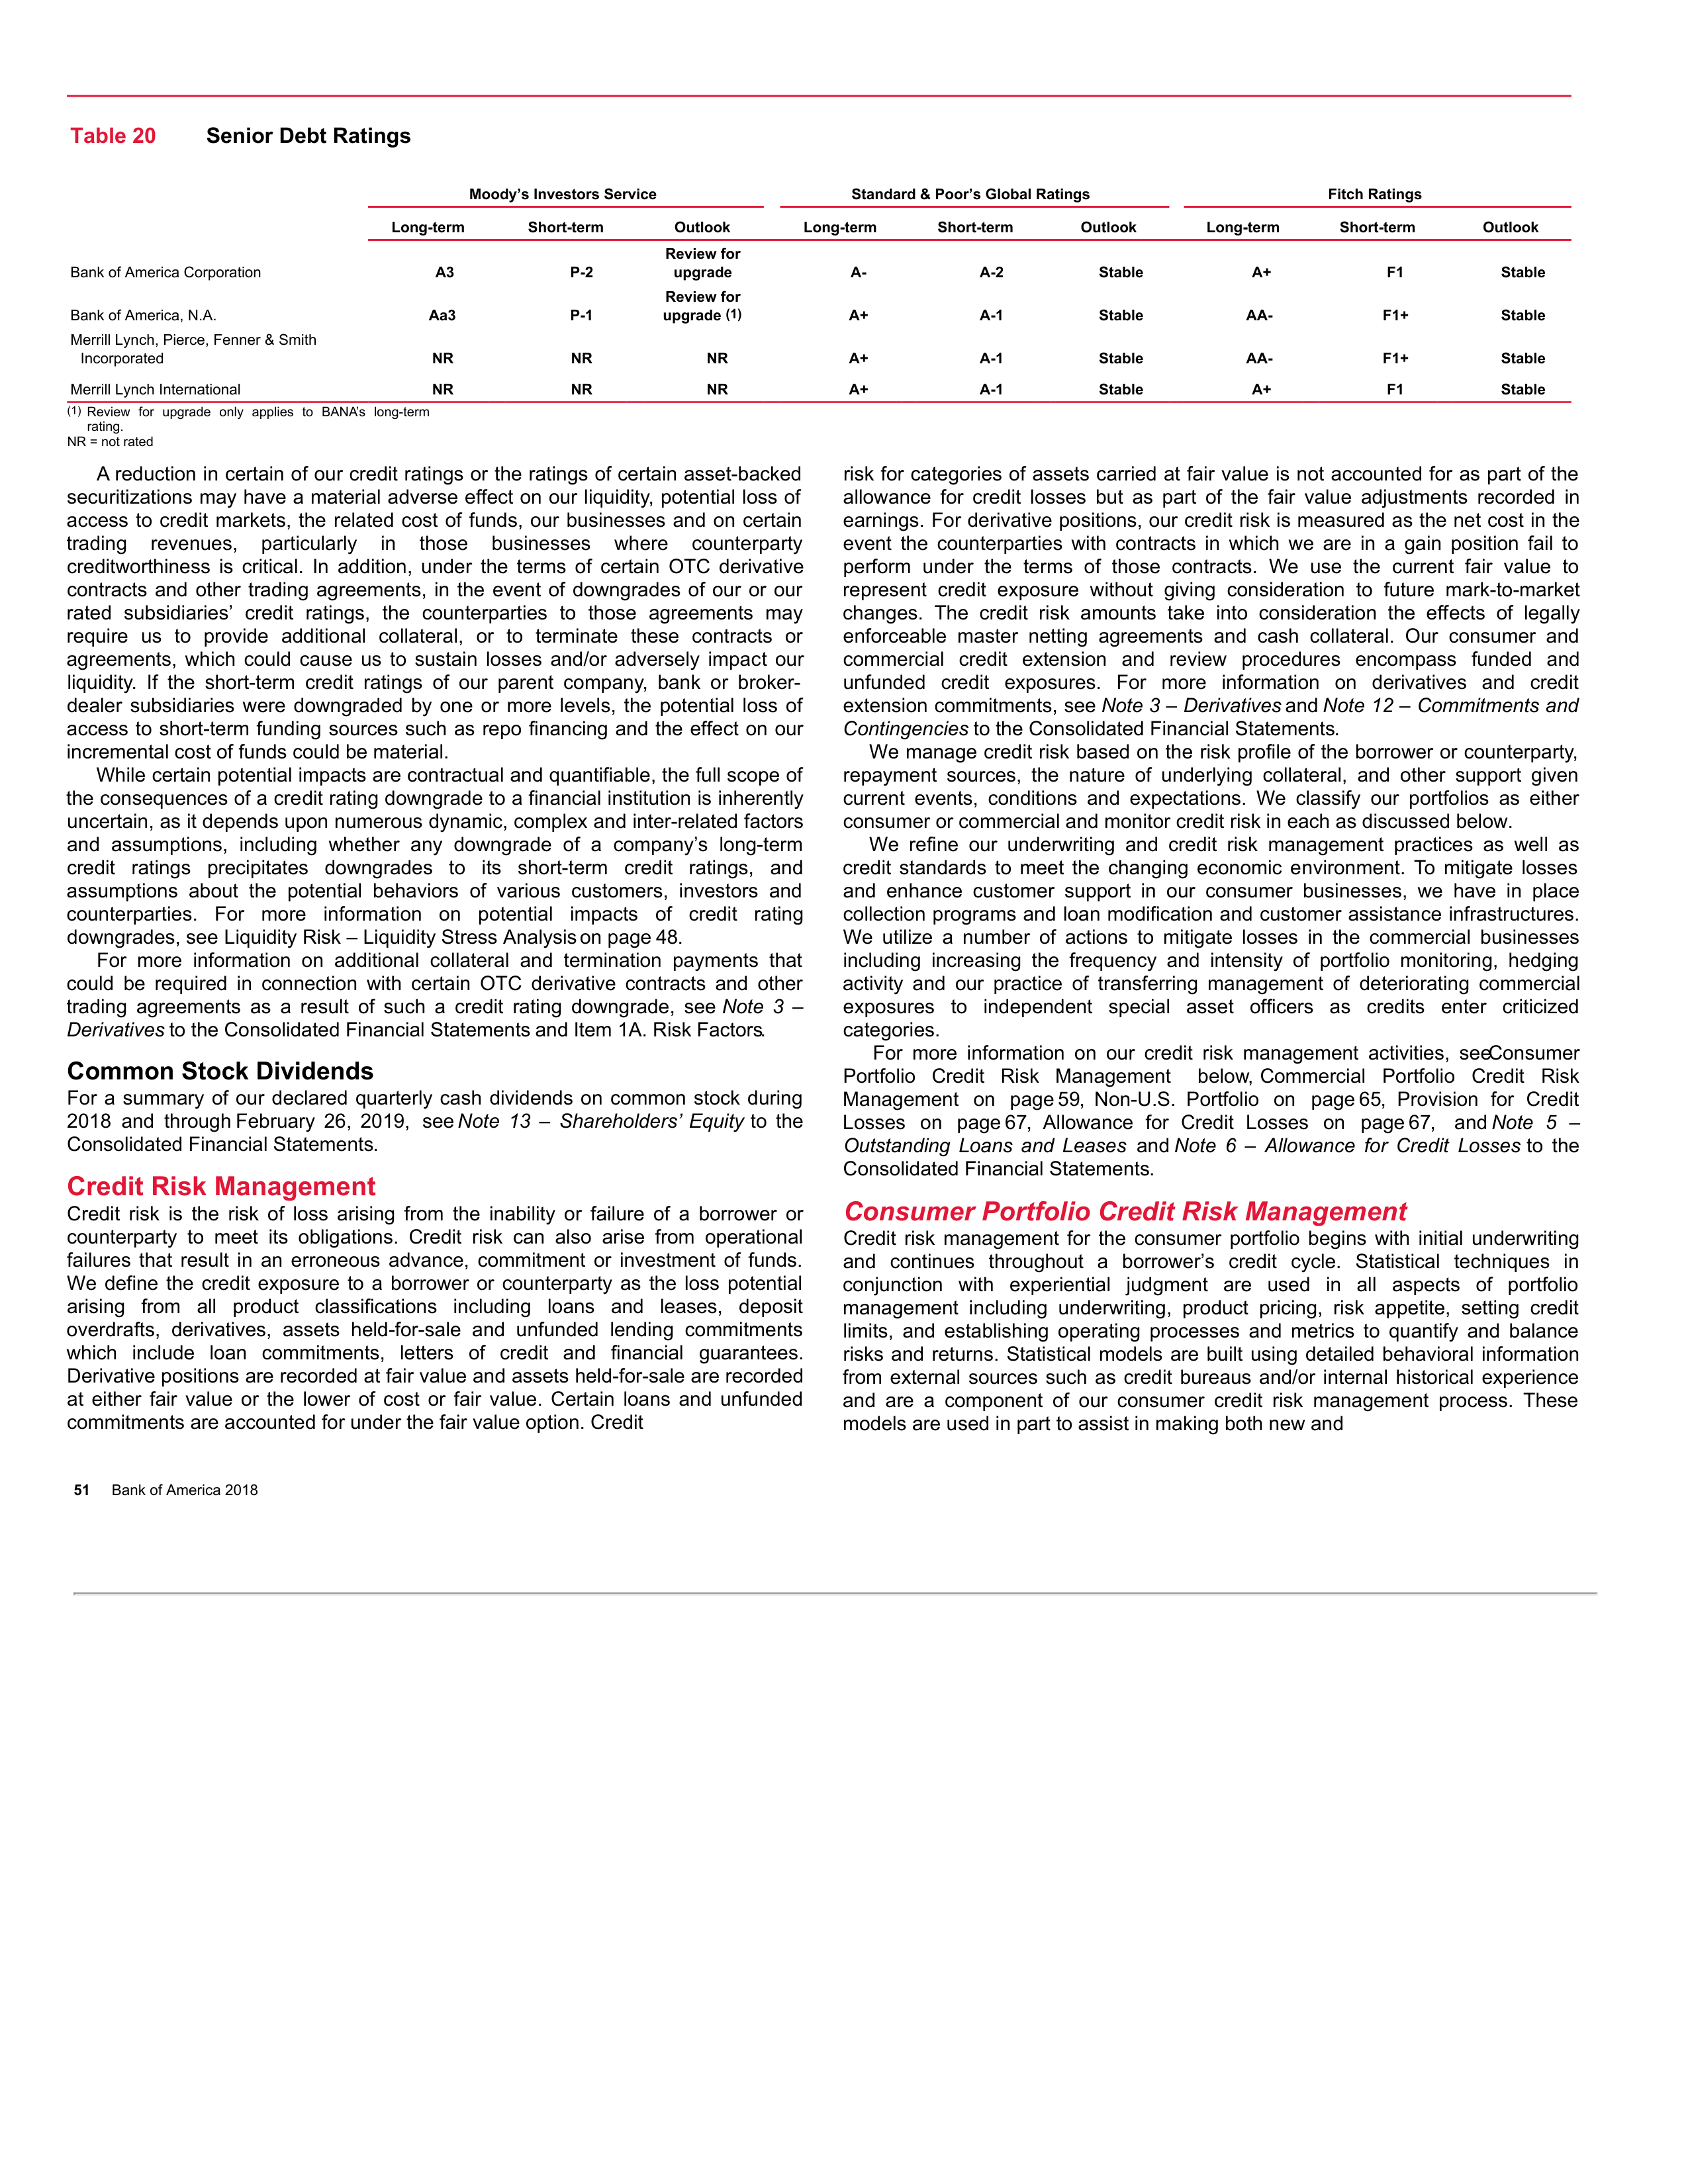 Table 20 Senior Debt Ratings
Moody’s Investors Service Standard & Poor’s Global Ratings Fitch Ratings
Long-term Short-term Outlook Long-term Short-term Outlook Long-term Short-term Outlook
Bank of America Corporation A3 P-2 Review for upgrade A- A-2 Stable A+ F1 Stable
Bank of America, N.A. Aa3 P-1 Review for upgrade (1) A+ A-1 Stable AA- F1+ Stable
Merrill Lynch, Pierce, Fenner & Smith
Incorporated NR NR NR A+ A-1 Stable AA- F1+ Stable
Merrill Lynch International NR NR NR A+ A-1 Stable A+ F1 Stable
(1) Review for upgrade only applies to BANA’s long-term
rating.
NR = not rated
A reduction in certain of our credit ratings or the ratings of certain asset-backed
securitizations may have a material adverse effect on our liquidity, potential loss of
access to credit markets, the related cost of funds, our businesses and on certain
trading revenues, particularly in those businesses where counterparty
creditworthiness is critical. In addition, under the terms of certain OTC derivative
contracts and other trading agreements, in the event of downgrades of our or our
rated subsidiaries’ credit ratings, the counterparties to those agreements may
require us to provide additional collateral, or to terminate these contracts or
agreements, which could cause us to sustain losses and/or adversely impact our
liquidity. If the short-term credit ratings of our parent company, bank or broker-
dealer subsidiaries were downgraded by one or more levels, the potential loss of
access to short-term funding sources such as repo financing and the effect on our
incremental cost of funds could be material.
While certain potential impacts are contractual and quantifiable, the full scope of
the consequences of a credit rating downgrade to a financial institution is inherently
uncertain, as it depends upon numerous dynamic, complex and inter-related factors
and assumptions, including whether any downgrade of a company’s long-term
credit ratings precipitates downgrades to its short-term credit ratings, and
assumptions about the potential behaviors of various customers, investors and
counterparties. For more information on potential impacts of credit rating
downgrades, see Liquidity Risk – Liquidity Stress Analysis on page 48.
For more information on additional collateral and termination payments that
could be required in connection with certain OTC derivative contracts and other
trading agreements as a result of such a credit rating downgrade, see Note 3 –
Derivatives to the Consolidated Financial Statements and Item 1A. Risk Factors.
Common Stock Dividends
For a summary of our declared quarterly cash dividends on common stock during
2018 and through February 26, 2019, see Note 13 – Shareholders’ Equity to the
Consolidated Financial Statements.
Credit Risk Management
Credit risk is the risk of loss arising from the inability or failure of a borrower or
counterparty to meet its obligations. Credit risk can also arise from operational
failures that result in an erroneous advance, commitment or investment of funds.
We define the credit exposure to a borrower or counterparty as the loss potential
arising from all product classifications including loans and leases, deposit
overdrafts, derivatives, assets held-for-sale and unfunded lending commitments
which include loan commitments, letters of credit and financial guarantees.
Derivative positions are recorded at fair value and assets held-for-sale are recorded
at either fair value or the lower of cost or fair value. Certain loans and unfunded
commitments are accounted for under the fair value option. Credit
risk for categories of assets carried at fair value is not accounted for as part of the
allowance for credit losses but as part of the fair value adjustments recorded in
earnings. For derivative positions, our credit risk is measured as the net cost in the
event the counterparties with contracts in which we are in a gain position fail to
perform under the terms of those contracts. We use the current fair value to
represent credit exposure without giving consideration to future mark-to-market
changes. The credit risk amounts take into consideration the effects of legally
enforceable master netting agreements and cash collateral. Our consumer and
commercial credit extension and review procedures encompass funded and
unfunded credit exposures. For more information on derivatives and credit
extension commitments, see Note 3 – Derivatives and Note 12 – Commitments and
Contingencies to the Consolidated Financial Statements.
We manage credit risk based on the risk profile of the borrower or counterparty,
repayment sources, the nature of underlying collateral, and other support given
current events, conditions and expectations. We classify our portfolios as either
consumer or commercial and monitor credit risk in each as discussed below.
We refine our underwriting and credit risk management practices as well as
credit standards to meet the changing economic environment. To mitigate losses
and enhance customer support in our consumer businesses, we have in place
collection programs and loan modification and customer assistance infrastructures.
We utilize a number of actions to mitigate losses in the commercial businesses
including increasing the frequency and intensity of portfolio monitoring, hedging
activity and our practice of transferring management of deteriorating commercial
exposures to independent special asset officers as credits enter criticized
categories.
For more information on our credit risk management activities, see Consumer
Portfolio Credit Risk Management below, Commercial Portfolio Credit Risk
Management on page 59, Non-U.S. Portfolio on page 65, Provision for Credit
Losses on page 67, Allowance for Credit Losses on page 67, and Note 5 –
Outstanding Loans and Leases and Note 6 – Allowance for Credit Losses to the
Consolidated Financial Statements.
Consumer Portfolio Credit Risk Management
Credit risk management for the consumer portfolio begins with initial underwriting
and continues throughout a borrower’s credit cycle. Statistical techniques in
conjunction with experiential judgment are used in all aspects of portfolio
management including underwriting, product pricing, risk appetite, setting credit
limits, and establishing operating processes and metrics to quantify and balance
risks and returns. Statistical models are built using detailed behavioral information
from external sources such as credit bureaus and/or internal historical experience
and are a component of our consumer credit risk management process. These
models are used in part to assist in making both new and
51 Bank of America 2018